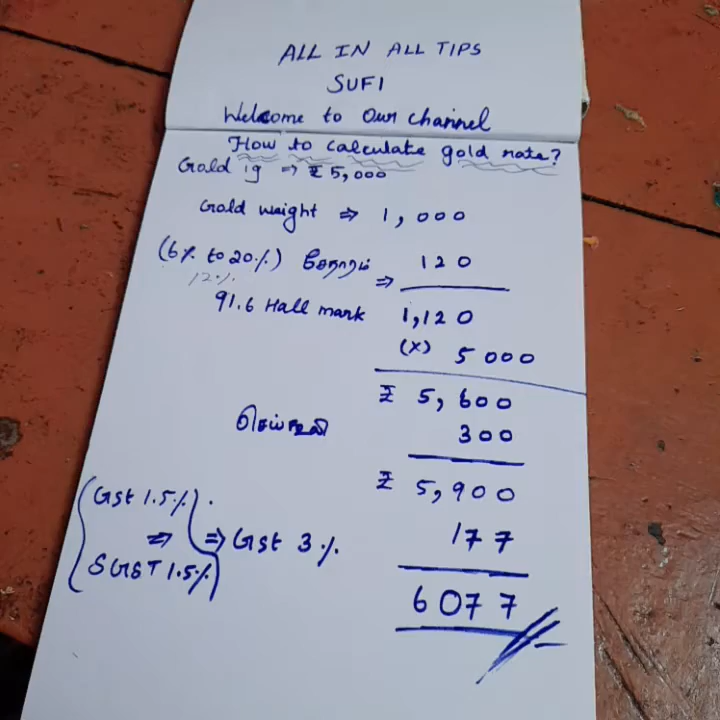 ALL IN ALL TIPS
SUFI
Welcome to Our channel
How to calculate gold rate?
Gold 1g ⇒ ₹ 5,000
Gold weight ⇒ 1,000
(6% to 20%) சேதாரம் ⇒ 120
12%
91.6 Hall mark 1,120
(x) 5000
₹ 5,600
செய்கூலி 300
₹ 5,900
Gst 1.5%
177
⇒ ⇒ Gst 3%
SGST 1.5%
6077